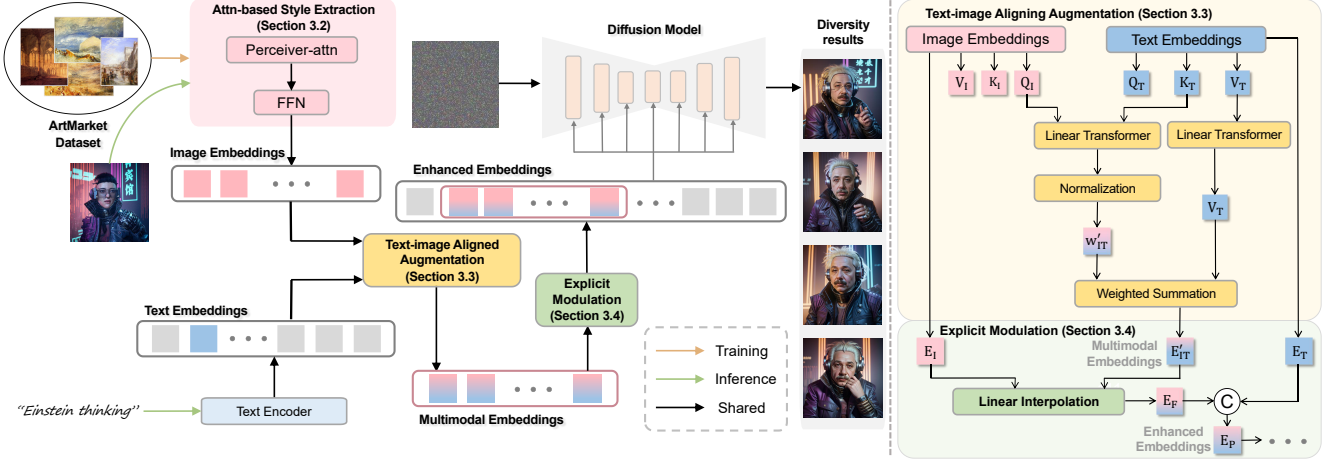 Attn-based Style Extraction
(Section 3.2)
Perceiver-attn
FFN
ArtMarket
Dataset
Image Embeddings
Text Embeddings
"Einstein thinking"
Text Encoder
Text-image Aligned
Augmentation
(Section 3.3)
Multimodal Embeddings
Explicit
Modulation
(Section 3.4)
Enhanced Embeddings
Diffusion Model
Diversity
results
Training
Inference
Shared
Text-image Aligning Augmentation (Section 3.3)
Image Embeddings
Text Embeddings
V_I K_I Q_I Q_T K_T V_T
Linear Transformer
Linear Transformer
Normalization
V_T
w'_IT
Weighted Summation
Explicit Modulation (Section 3.4)
Multimodal
Embeddings
E_I
E'_IT
E_T
Linear Interpolation
E_F
C
Enhanced
Embeddings
E_P